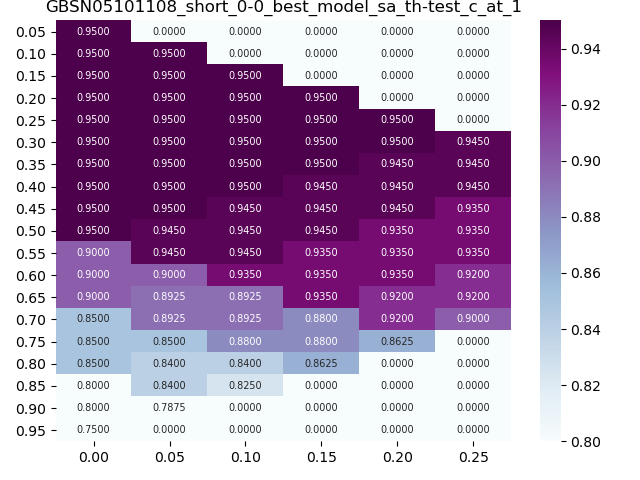 GBSN05101108_short_0-0_best_model_sa_th-test_c_at_1
0.05 0.9500 0.0000 0.0000 0.0000 0.0000 0.0000
0.10 0.9500 0.9500 0.0000 0.0000 0.0000 0.0000
0.15 0.9500 0.9500 0.9500 0.0000 0.0000 0.0000
0.20 0.9500 0.9500 0.9500 0.9500 0.0000 0.0000
0.25 0.9500 0.9500 0.9500 0.9500 0.9500 0.0000
0.30 0.9500 0.9500 0.9500 0.9500 0.9500 0.9450
0.35 0.9500 0.9500 0.9500 0.9500 0.9450 0.9450
0.40 0.9500 0.9500 0.9500 0.9450 0.9450 0.9450
0.45 0.9500 0.9500 0.9500 0.9450 0.9450 0.9350
0.50 0.9500 0.9450 0.9450 0.9450 0.9350 0.9350
0.55 0.9000 0.9450 0.9450 0.9350 0.9350 0.9350
0.60 0.9000 0.9000 0.9350 0.9350 0.9350 0.9200
0.65 0.9000 0.8925 0.8925 0.9350 0.9200 0.9200
0.70 0.8500 0.8925 0.8925 0.8800 0.9200 0.9000
0.75 0.8500 0.8500 0.8800 0.8800 0.8625 0.0000
0.80 0.8500 0.8400 0.8400 0.8625 0.0000 0.0000
0.85 0.8000 0.8400 0.8250 0.0000 0.0000 0.0000
0.90 0.8000 0.7875 0.0000 0.0000 0.0000 0.0000
0.95 0.7500 0.0000 0.0000 0.0000 0.0000 0.0000
0.00 0.05 0.10 0.15 0.20 0.25
0.94
0.92
0.90
0.88
0.86
0.84
0.82
0.80